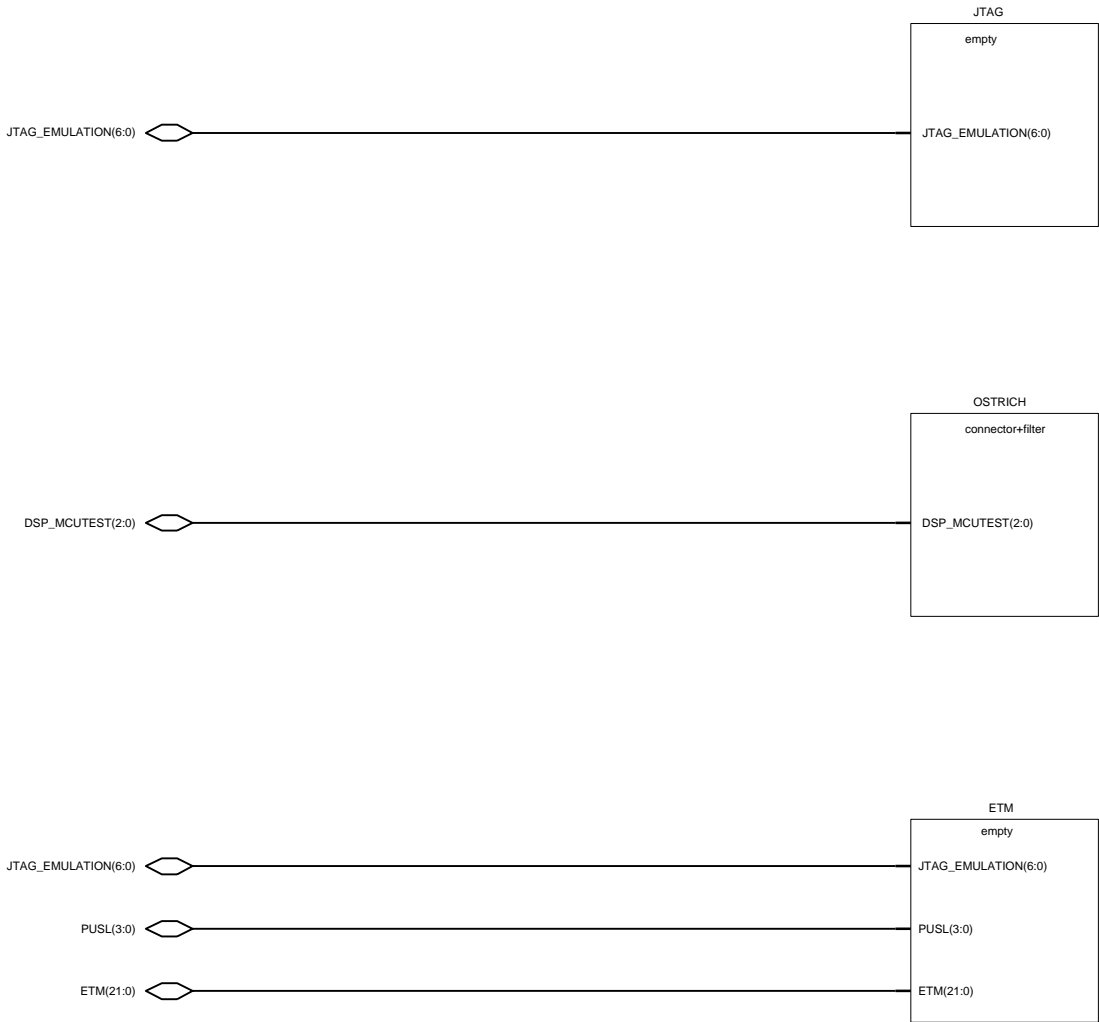 JTAG
empty
JTAG_EMULATION(6:0)
JTAG_EMULATION(6:0)
OSTRICH
connector+filter
DSP_MCUTEST(2:0)
DSP_MCUTEST(2:0)
ETM
empty
JTAG_EMULATION(6:0)
JTAG_EMULATION(6:0)
PUSL(3:0)
PUSL(3:0)
ETM(21:0)
ETM(21:0)